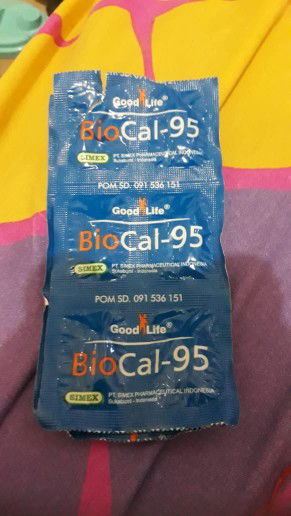 Good Life®
BioCal-95
SIMEX
PT. SIMEX PHARMACEUTICAL INDONESIA
Sukabumi - Indonesia
POM SD. 091 536 151
Good Life®
BioCal-95
SIMEX
PT. SIMEX PHARMACEUTICAL INDONESIA
Sukabumi - Indonesia
POM SD. 091 536 151
Good Life®
BioCal-95
SIMEX
PT. SIMEX PHARMACEUTICAL INDONESIA
Sukabumi - Indonesia